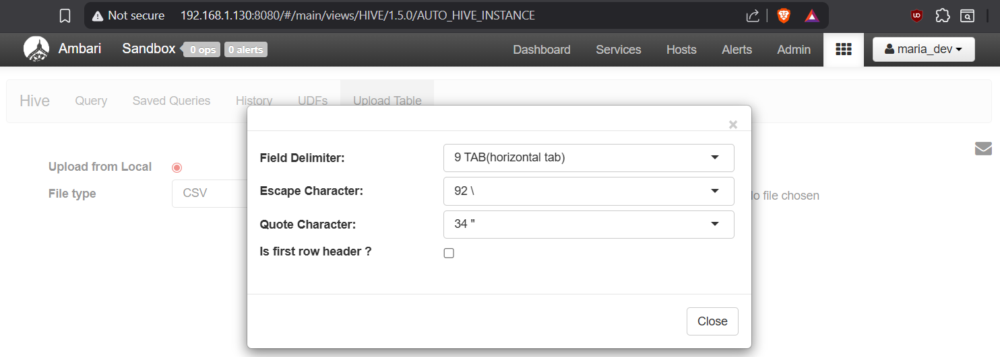 Not secure 192.168.1.130:8080/#/main/views/HIVE/1.5.0/AUTO_HIVE_INSTANCE
Ambari Sandbox 0 ops 0 alerts Dashboard Services Hosts Alerts Admin maria_dev
Hive Query Saved Queries History UDFs Upload Table
×
Field Delimiter: 9 TAB(horizontal tab)
Upload from Local
Escape Character: 92 \
File type CSV lo file chosen
Quote Character: 34 "
Is first row header ?
Close